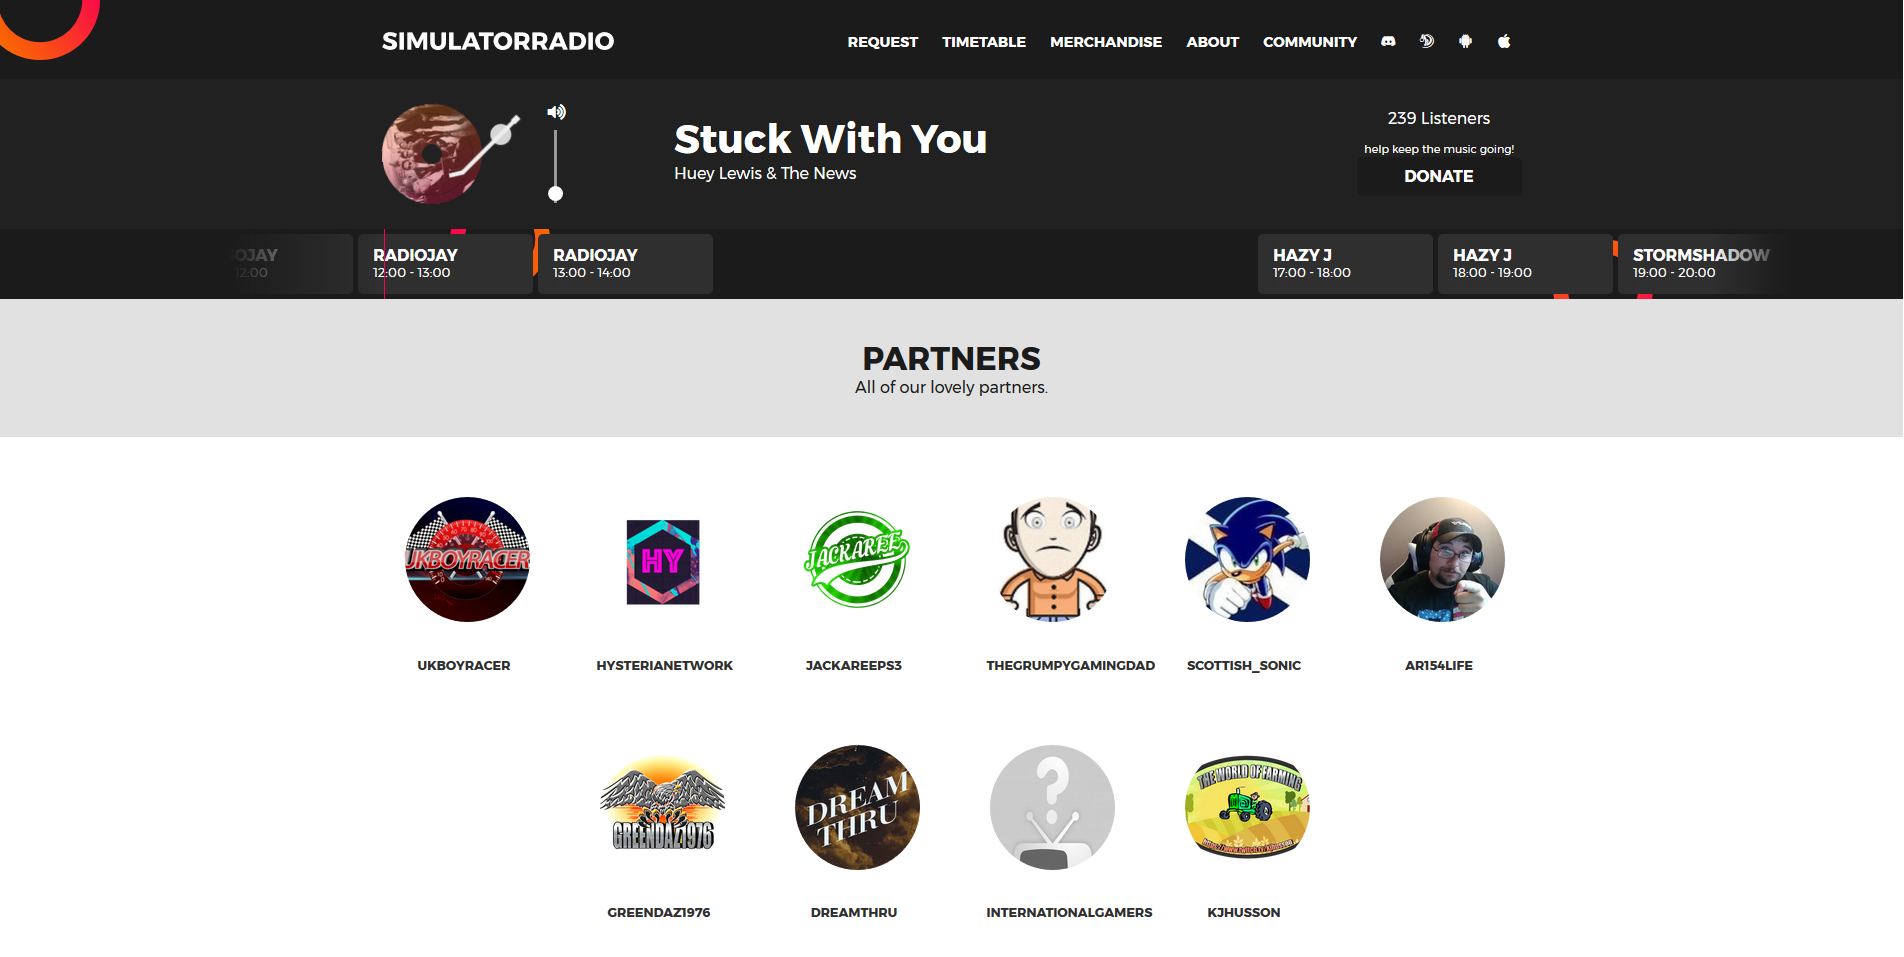 SIMULATORRADIO
REQUEST TIMETABLE MERCHANDISE ABOUT COMMUNITY
Stuck With You
Huey Lewis & The News
239 Listeners
help keep the music going!
DONATE
OJAY
12:00
RADIOJAY
12:00 - 13:00
RADIOJAY
13:00 - 14:00
HAZY J
17:00 - 18:00
HAZY J
18:00 - 19:00
STORMSHADOW
19:00 - 20:00
PARTNERS
All of our lovely partners.
UKBOYRACER
HY
JACKAREE
UKBOYRACER
HYSTERIANETWORK
JACKAREEPS3
THEGRUMPYGAMINGDAD
SCOTTISH_SONIC
AR154LIFE
GREENDAZ1976
DREAM
THRU
?
THE WORLD OF FARMING
GREENDAZ1976
DREAMTHRU
INTERNATIONALGAMERS
KJHUSSON